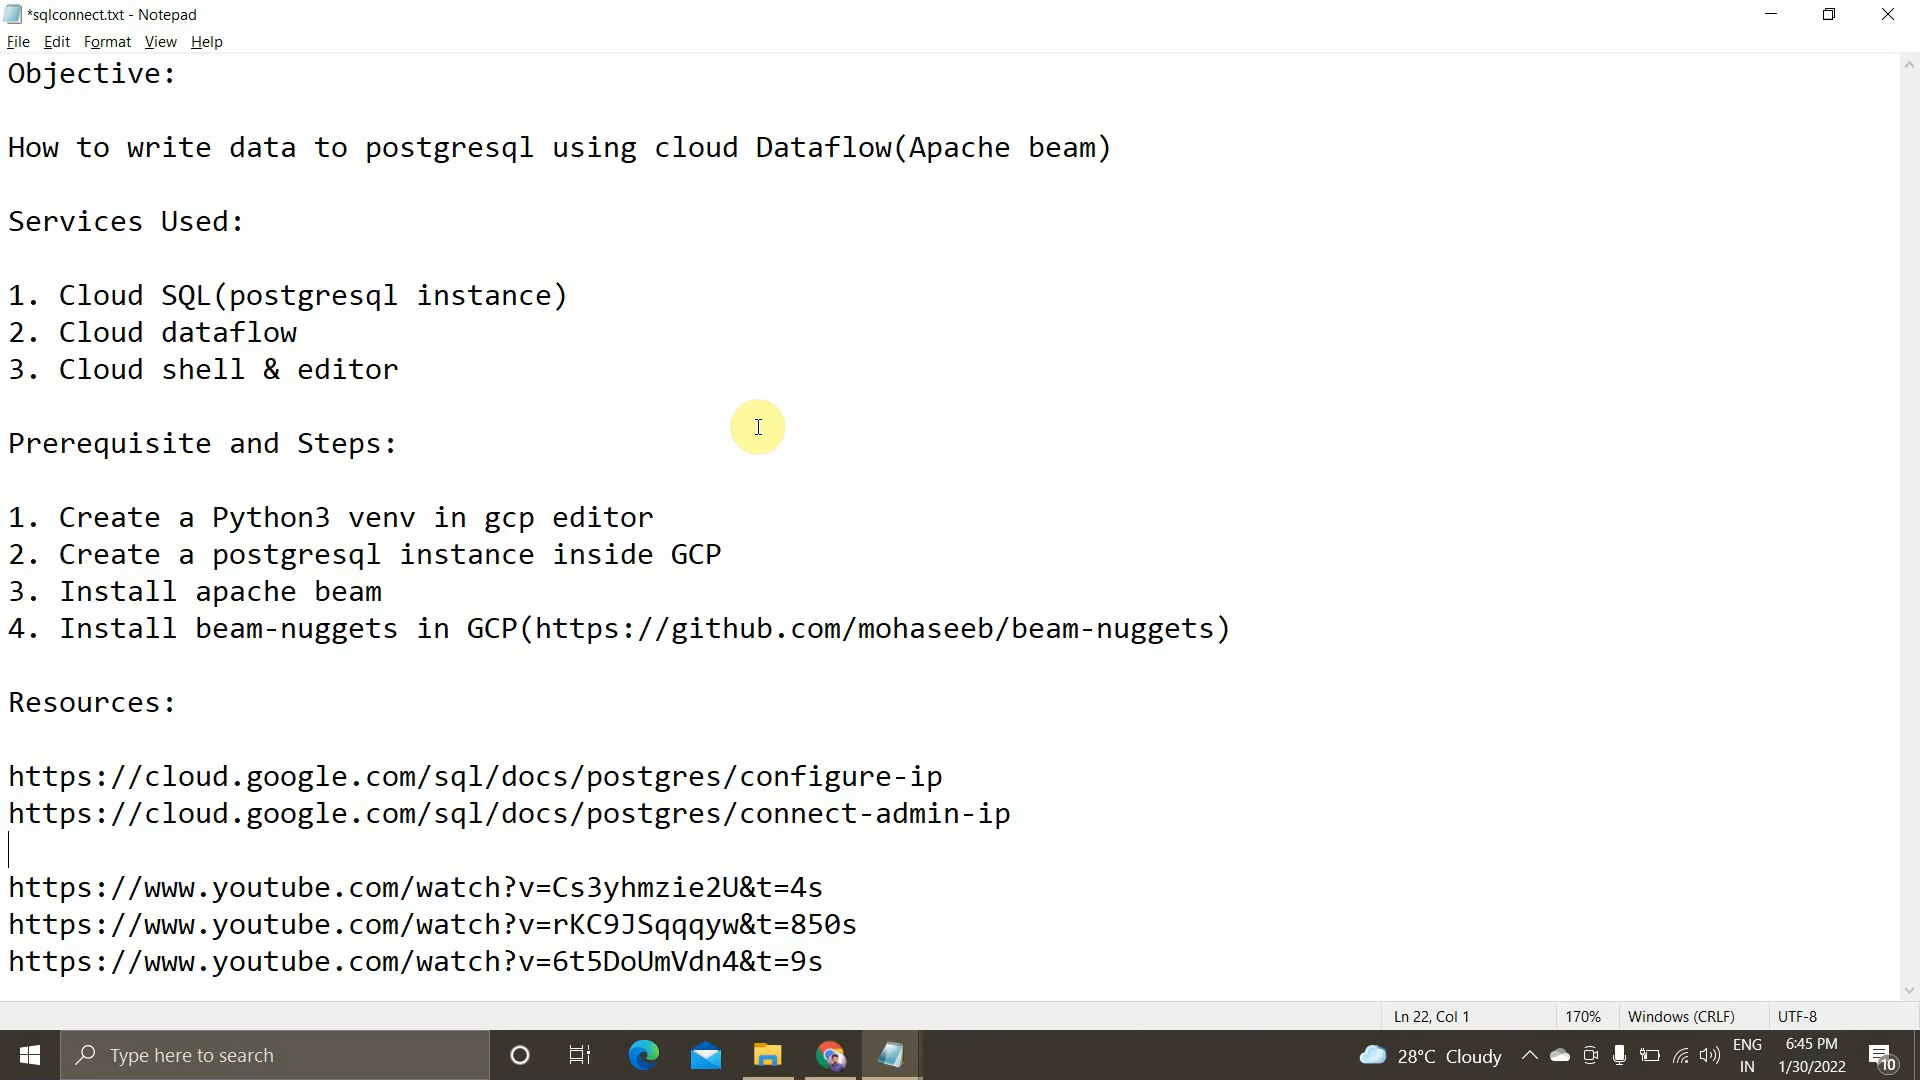 *sqlconnect.txt - Notepad
File Edit Format View Help
Objective:
How to write data to postgresql using cloud Dataflow(Apache beam)
Services Used:
1. Cloud SQL(postgresql instance)
2. Cloud dataflow
3. Cloud shell & editor
Prerequisite and Steps:
1. Create a Python3 venv in gcp editor
2. Create a postgresql instance inside GCP
3. Install apache beam
4. Install beam-nuggets in GCP(https://github.com/mohaseeb/beam-nuggets)
Resources:
https://cloud.google.com/sql/docs/postgres/configure-ip
https://cloud.google.com/sql/docs/postgres/connect-admin-ip
https://www.youtube.com/watch?v=Cs3yhmzie2U&t=4s
https://www.youtube.com/watch?v=rKC9JSqqqyw&t=850s
https://www.youtube.com/watch?v=6t5DoUmVdn4&t=9s
Ln 22, Col 1 170% Windows (CRLF) UTF-8
Type here to search
28°C Cloudy
ENG
IN
6:45 PM
1/30/2022
10